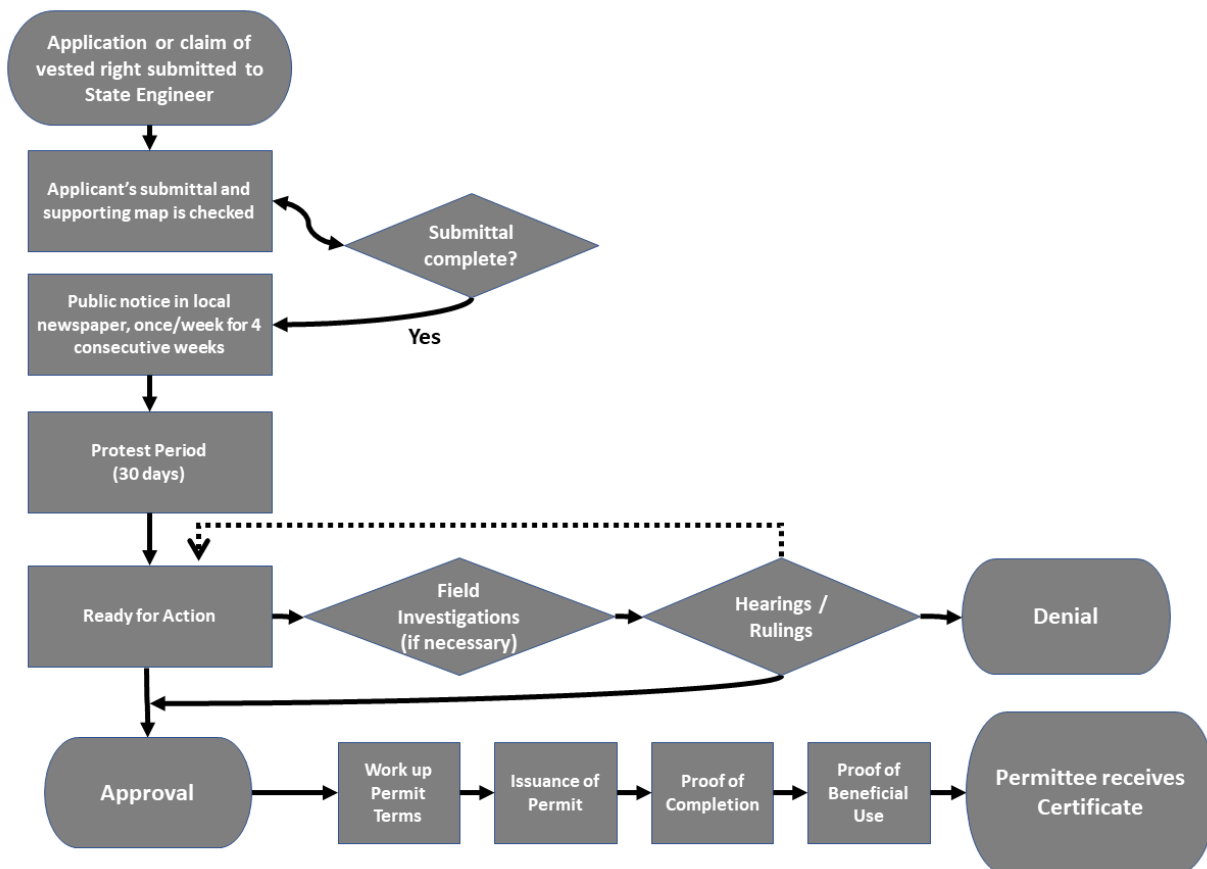 Application or claim of
vested right submitted to
State Engineer
Applicant's submittal and
supporting map is checked
Submittal
complete?
Public notice in local
newspaper, once/week for 4
consecutive weeks
Yes
Protest Period
(30 days)
Ready for Action
Field
Investigations
(if necessary)
Hearings /
Rulings
Denial
Approval
Work up
Permit
Terms
Issuance of
Permit
Proof of
Completion
Proof of
Beneficial
Use
Permittee receives
Certificate